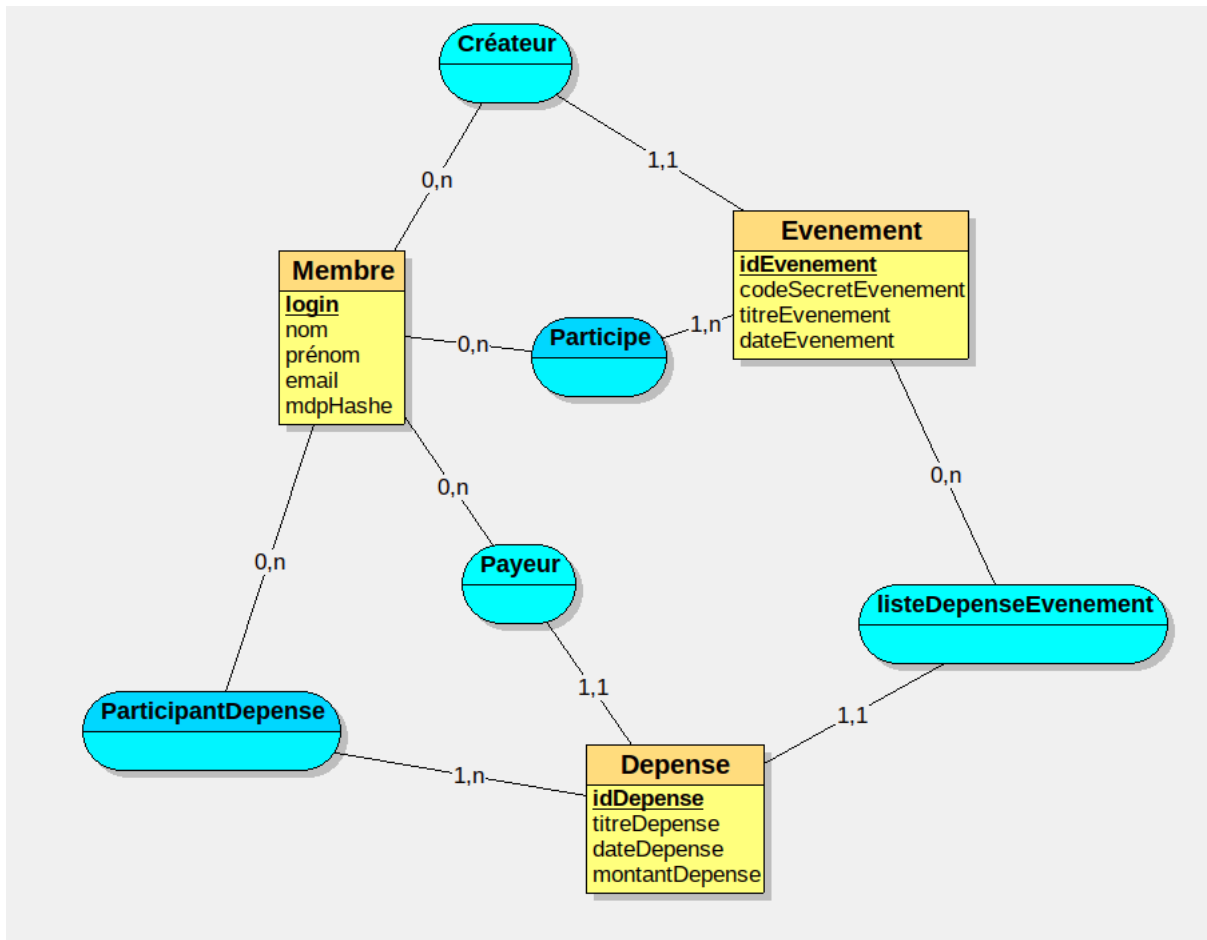 Créateur
0,n
1,1
Evenement
idEvenement
codeSecretEvenement
titreEvenement
dateEvenement
Membre
login
nom
prénom
email
mdpHashe
0,n
Participe
1,n
0,n
0,n
Payeur
0,n
listeDepenseEvenement
1,1
1,1
ParticipantDepense
1,n
Depense
idDepense
titreDepense
dateDepense
montantDepense